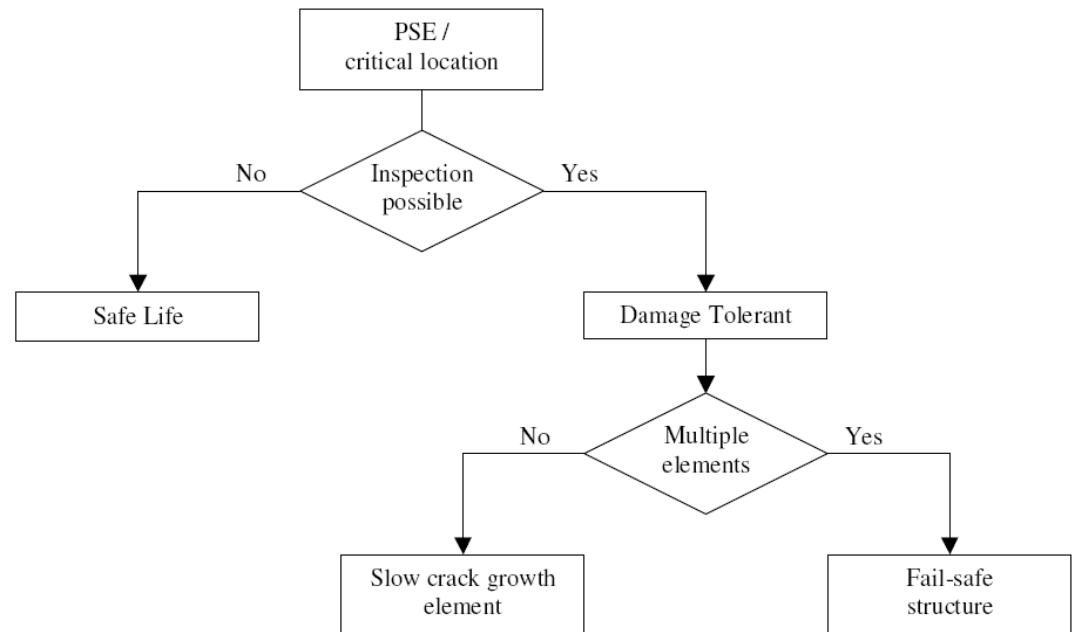 PSE /
critical location
No
Inspection
possible
Yes
Safe Life
Damage Tolerant
No
Multiple
elements
Yes
Slow crack growth
element
Fail-safe
structure